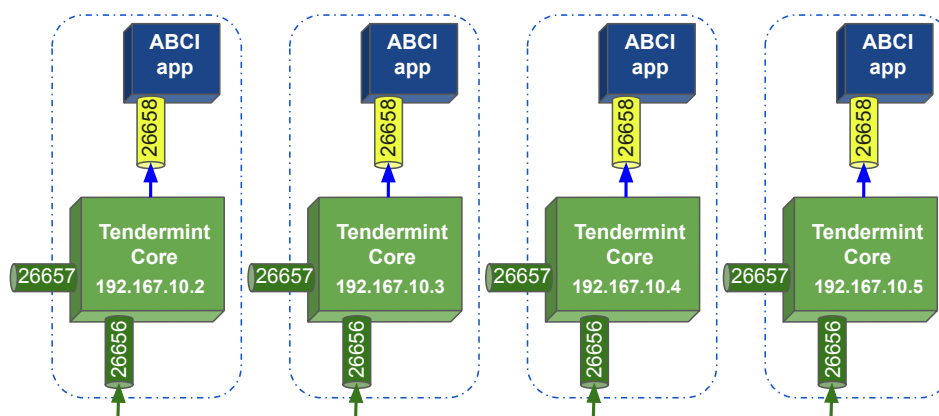 ABCI
app
26658
Tendermint
Core
192.167.10.2
26657
26656
ABCI
app
26658
Tendermint
Core
192.167.10.3
26657
26656
ABCI
app
26658
Tendermint
Core
192.167.10.4
26657
26656
ABCI
app
26658
Tendermint
Core
192.167.10.5
26657
26656